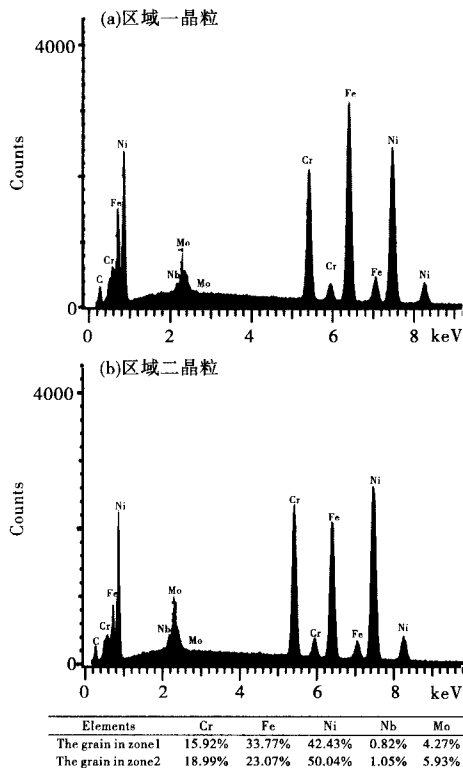 (a)区域一晶粒
4000
Counts
0
C
Cr
Fe
Ni
Nb
Mo
Mo
Cr
Cr
Fe
Fe
Ni
Ni
0 2 4 6 8 keV
(b)区域二晶粒
4000
Counts
0
C
Cr
Fe
Ni
Nb
Mo
Mo
Cr
Cr
Fe
Fe
Ni
Ni
0 2 4 6 8 keV
Elements Cr Fe Ni Nb Mo
The grain in zone1 15.92% 33.77% 42.43% 0.82% 4.27%
The grain in zone2 18.99% 23.07% 50.04% 1.05% 5.93%